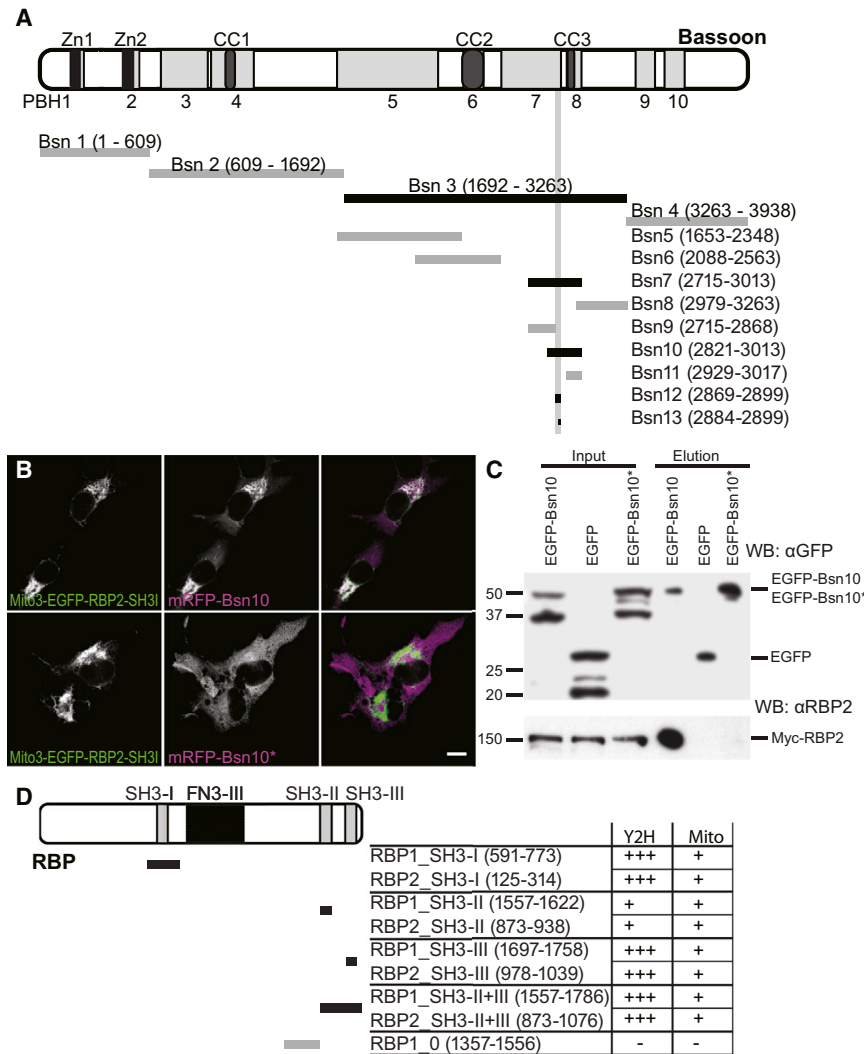 A
Zn1 Zn2 CC1 CC2 CC3 Bassoon
PBH1 2 3 4 5 6 7 8 9 10
Bsn 1 (1 - 609)
Bsn 2 (609 - 1692)
Bsn 3 (1692 - 3263)
Bsn 4 (3263 - 3938)
Bsn5 (1653-2348)
Bsn6 (2088-2563)
Bsn7 (2715-3013)
Bsn8 (2979-3263)
Bsn9 (2715-2868)
Bsn10 (2821-3013)
Bsn11 (2929-3017)
Bsn12 (2869-2899)
Bsn13 (2884-2899)
B
Mito3-EGFP-RBP2-SH3I mRFP-Bsn10
Mito3-EGFP-RBP2-SH3I mRFP-Bsn10*
C
Input Elution
EGFP-Bsn10 EGFP EGFP-Bsn10* EGFP-Bsn10 EGFP EGFP-Bsn10*
WB: αGFP
50 EGFP-Bsn10
EGFP-Bsn10*
37
EGFP
25
20
WB: αRBP2
150 Myc-RBP2
D
SH3-I FN3-III SH3-II SH3-III
RBP
Y2H Mito
RBP1_SH3-I (591-773) +++ +
RBP2_SH3-I (125-314) +++ +
RBP1_SH3-II (1557-1622) + +
RBP2_SH3-II (873-938) + +
RBP1_SH3-III (1697-1758) +++ +
RBP2_SH3-III (978-1039) +++ +
RBP1_SH3-II+III (1557-1786) +++ +
RBP2_SH3-II+III (873-1076) +++ +
RBP1_0 (1357-1556) - -